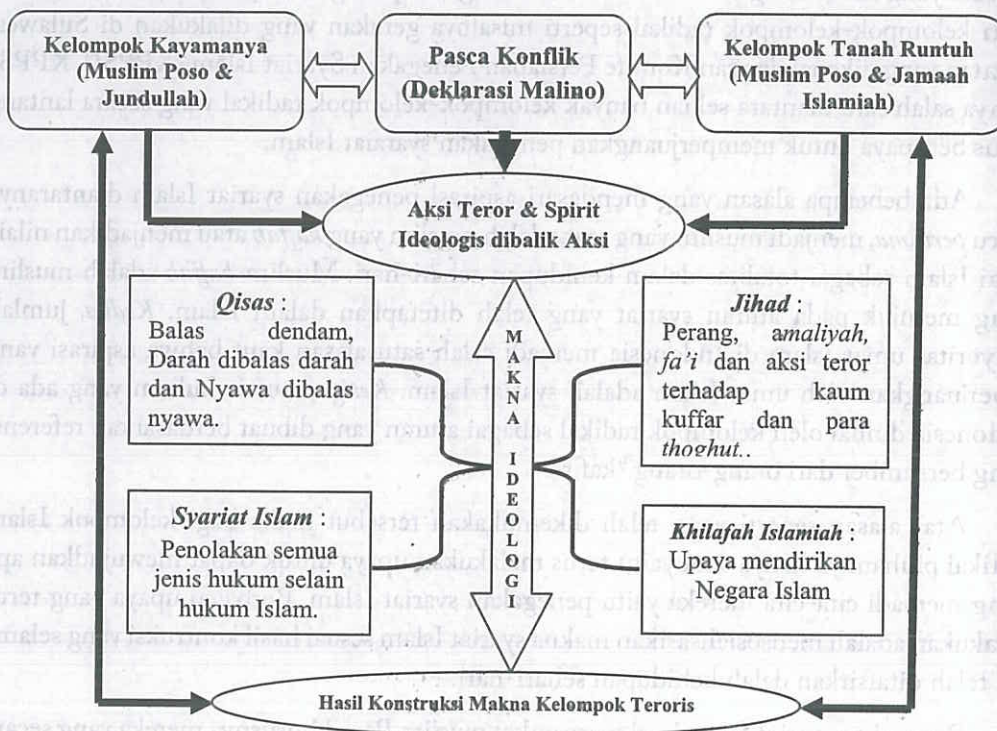 Kelompok Kayamanya
(Muslim Poso &
Jundullah)
Pasca Konflik
(Deklarasi Malino)
Kelompok Tanah Runtuh
(Muslim Poso & Jamaah
Islamiah)
Aksi Teror & Spirit
Ideologis dibalik Aksi
Qisas :
Balas dendam,
Darah dibalas darah
dan Nyawa dibalas
nyawa.
MAKNA IDEOLOGI
Jihad :
Perang, amaliyah,
fa'i dan aksi teror
terhadap kaum
kuffar dan para
thoghut..
Syariat Islam :
Penolakan semua
jenis hukum selain
hukum Islam.
Khilafah Islamiah :
Upaya mendirikan
Negara Islam
Hasil Konstruksi Makna Kelompok Teroris